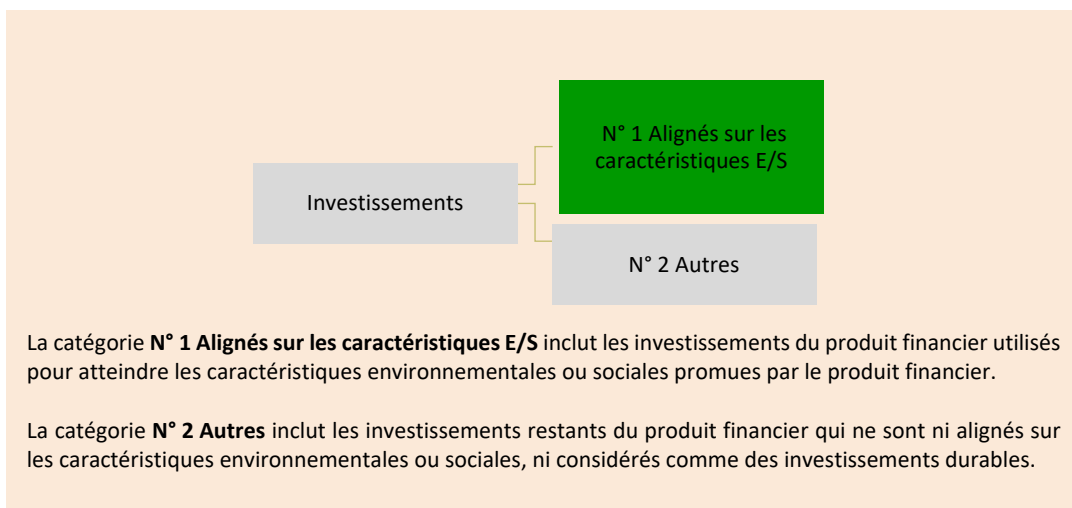 N° 1 Alignés sur les
caractéristiques E/S
Investissements
N° 2 Autres
La catégorie N° 1 Alignés sur les caractéristiques E/S inclut les investissements du produit financier utilisés
pour atteindre les caractéristiques environnementales ou sociales promues par le produit financier.
La catégorie N° 2 Autres inclut les investissements restants du produit financier qui ne sont ni alignés sur
les caractéristiques environnementales ou sociales, ni considérés comme des investissements durables.